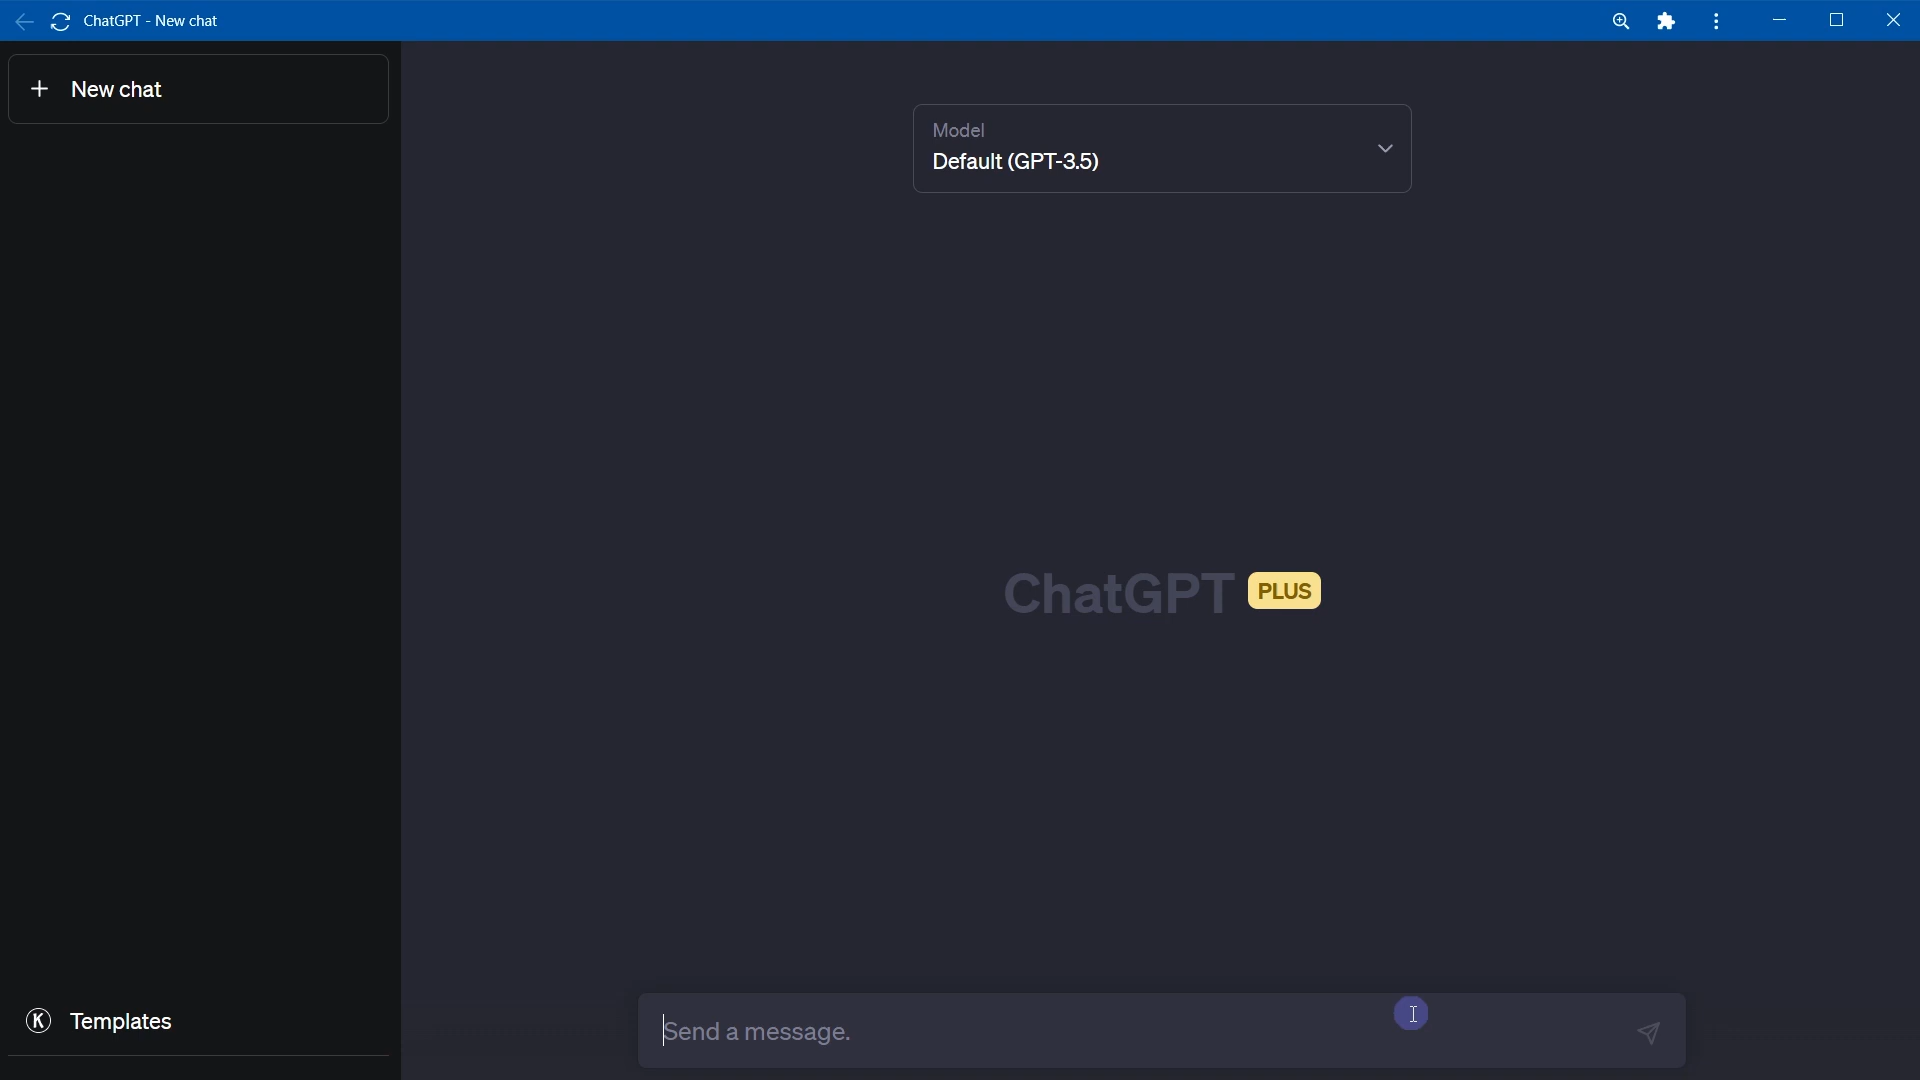 ChatGPT - New chat
New chat
Model
Default (GPT-3.5)
ChatGPT PLUS
Templates
Send a message.